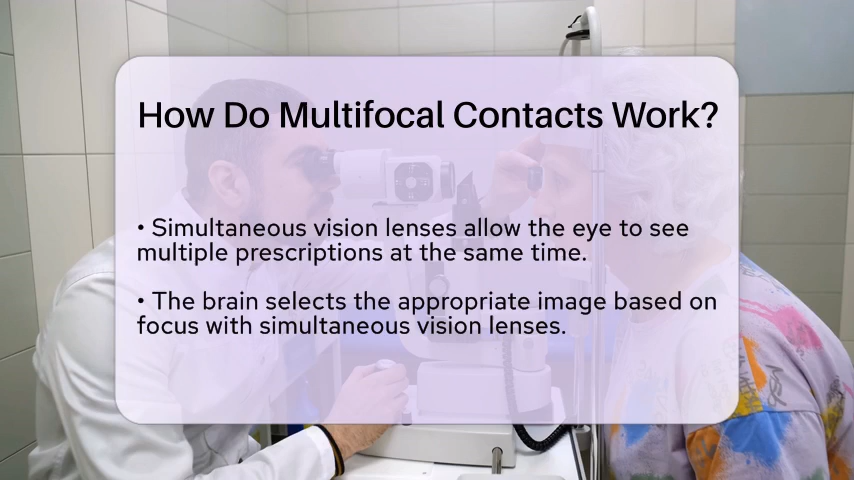 How Do Multifocal Contacts Work?
• Simultaneous vision lenses allow the eye to see
multiple prescriptions at the same time.
• The brain selects the appropriate image based on
focus with simultaneous vision lenses.